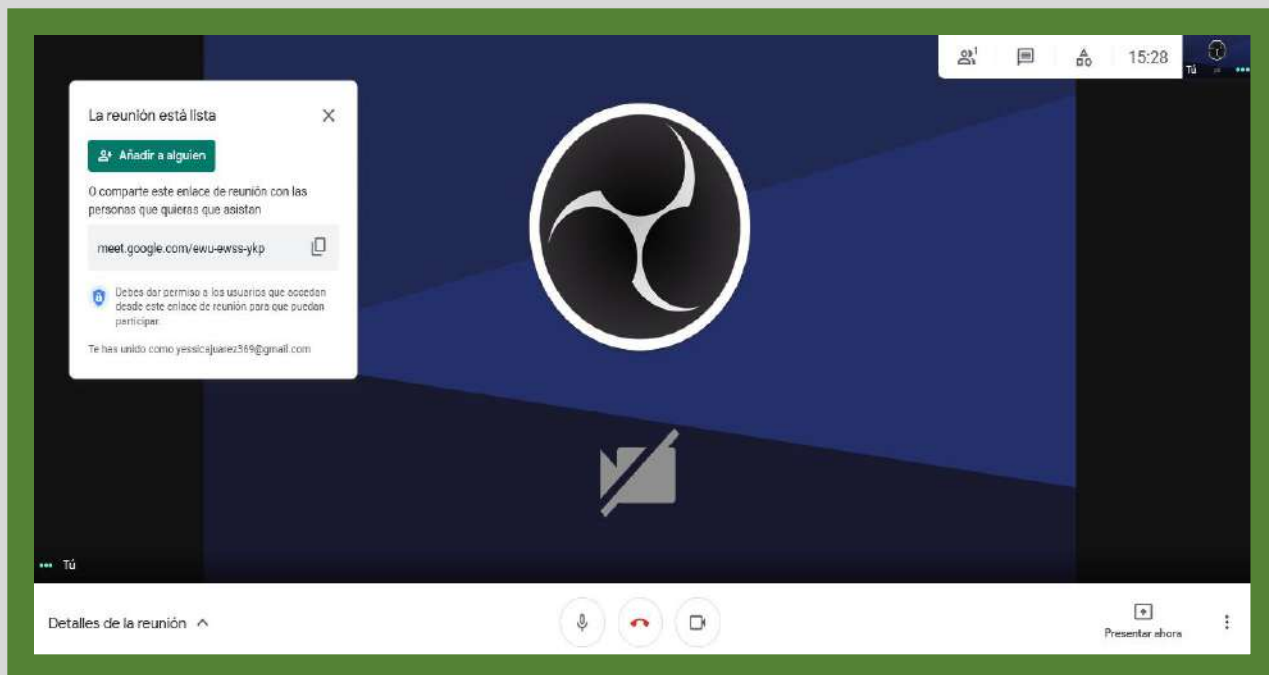 15:28
Tú
La reunión está lista
Añadir a alguien
O comparte este enlace de reunión con las
personas que quieras que asistan
meet.google.com/ewu-ewss-ykp
Debes dar permiso a los usuarios que accedan
desde este enlace de reunión para que puedan
participar.
Te has unido como yessicajuarez369@gmail.com
Tú
Detalles de la reunión
Presentar ahora